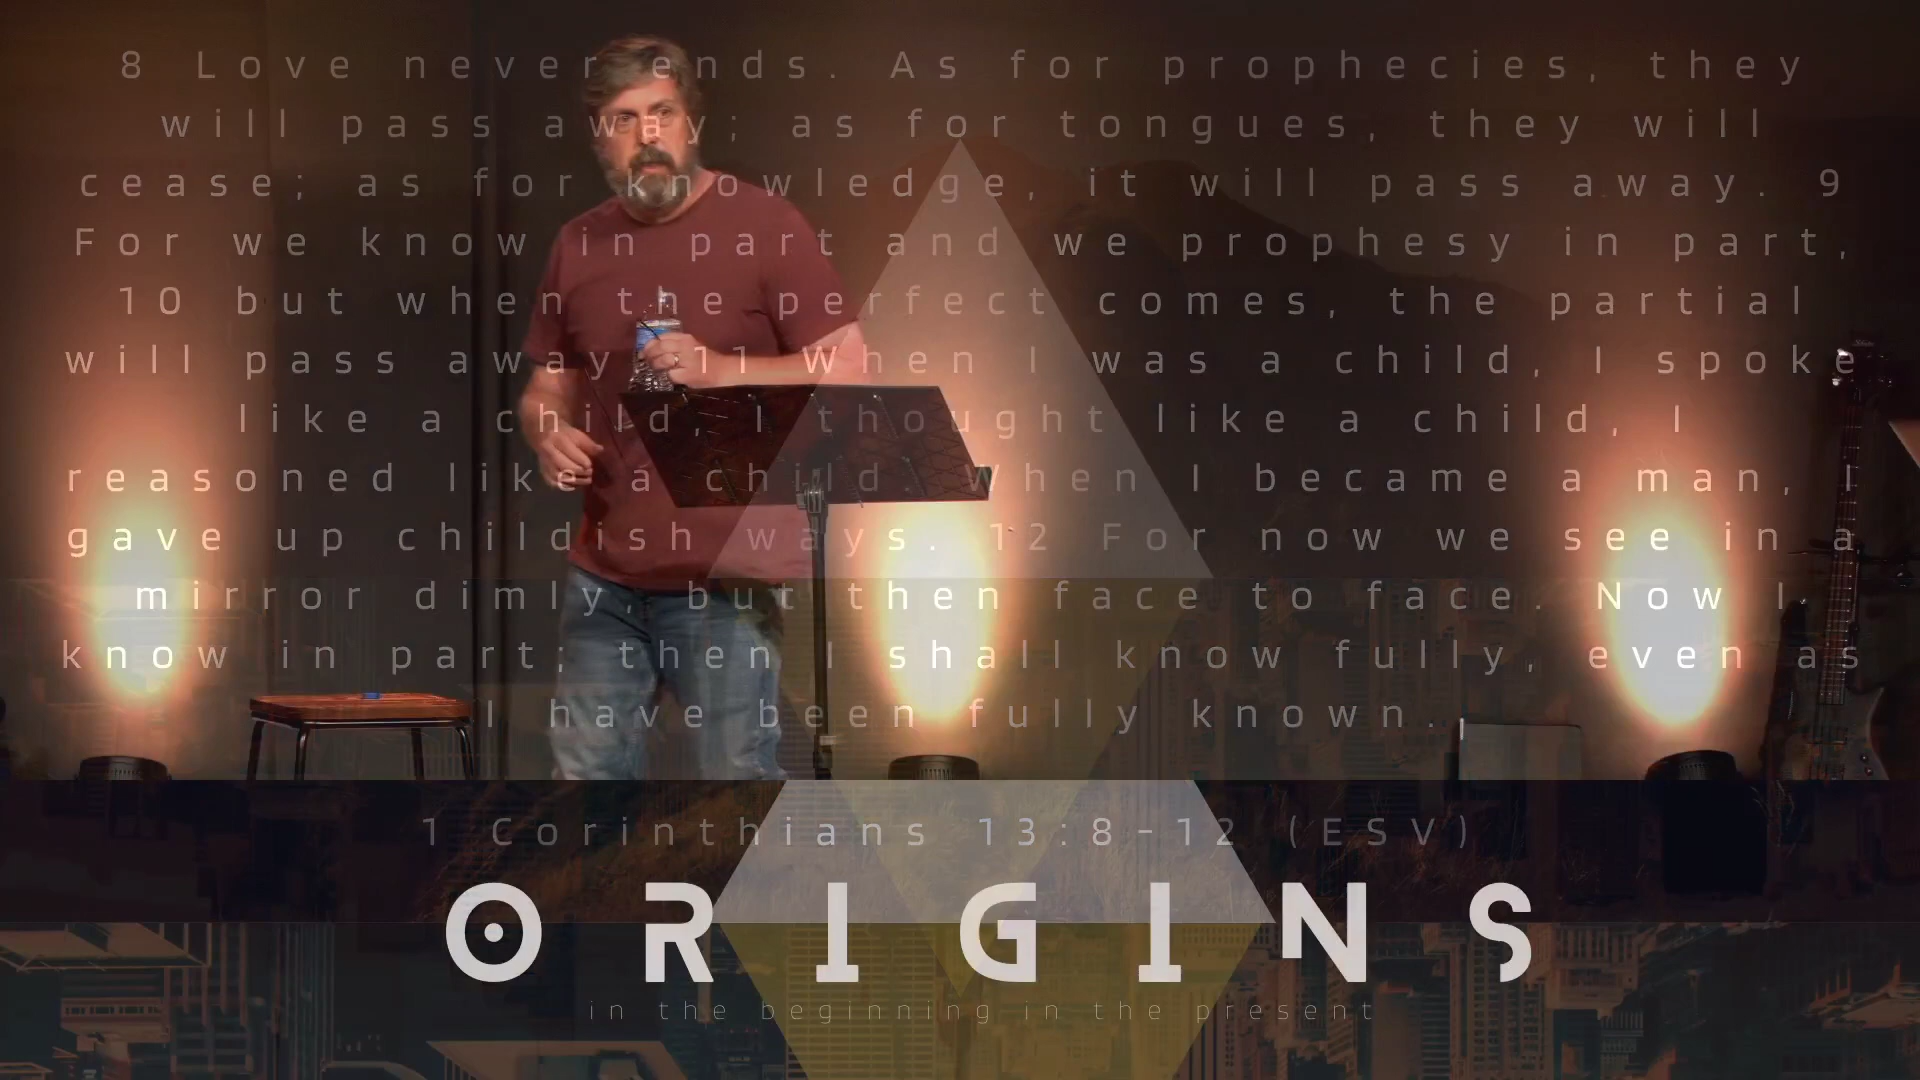 8 Love never ends. As for prophecies, they
will pass away; as for tongues, they will
cease; as for knowledge, it will pass away. 9
For we know in part and we prophesy in part,
10 but when the perfect comes, the partial
will pass away. 11 When I was a child, I spoke
like a child, I thought like a child, I
reasoned like a child. When I became a man, I
gave up childish ways. 12 For now we see in a
mirror dimly, but then face to face. Now I
know in part; then I shall know fully, even as
I have been fully known.
1 Corinthians 13:8-12 (ESV)
ORIGINS
in the beginning in the present